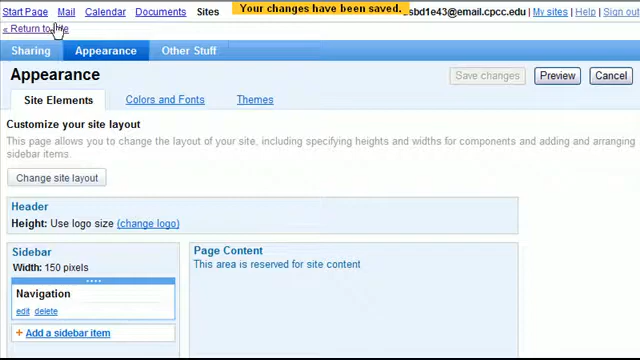 Start Page Mail Calendar Documents Sites Your changes have been saved. sbd1e43@email.cpcc.edu | My sites | Help | Sign out
« Return to
Sharing Appearance Other Stuff
Appearance Save changes Preview Cancel
Site Elements Colors and Fonts Themes
Customize your site layout
This page allows you to change the layout of your site, including specifying heights and widths for components and adding and arranging
sidebar items.
Change site layout
Header
Height: Use logo size (change logo)
Sidebar Page Content
Width: 150 pixels This area is reserved for site content
Navigation
edit delete
+ Add a sidebar item